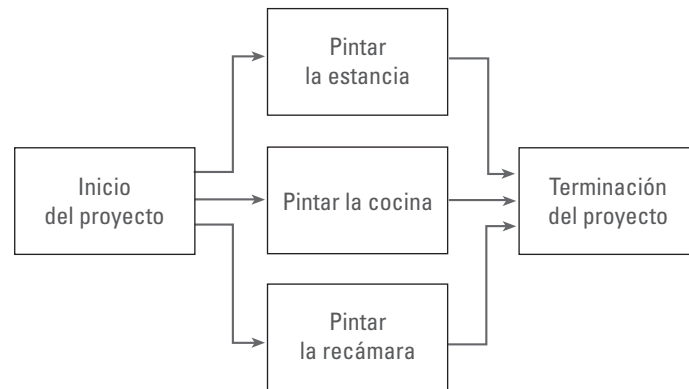 Pintar
la estancia
Inicio
del proyecto
Pintar la cocina
Terminación
del proyecto
Pintar
la recámara